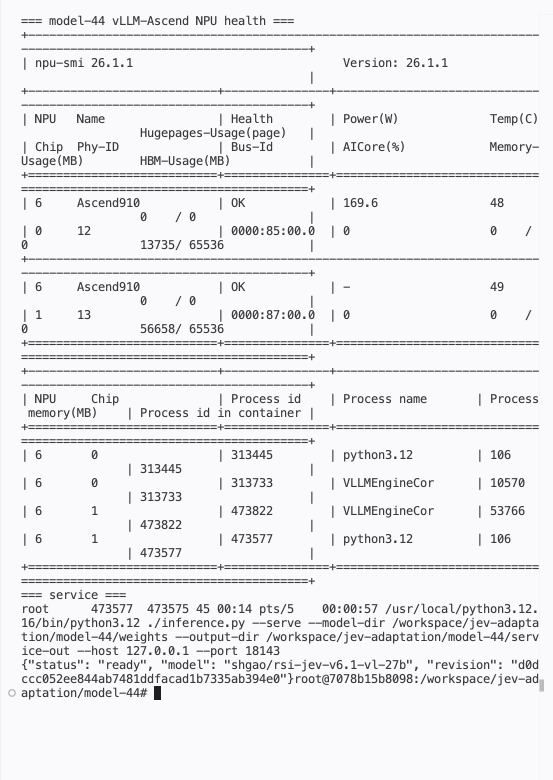 === model-44 vLLM-Ascend NPU health ===
+---------------------------------------------------------------------------
-----------------------------------------+
| npu-smi 26.1.1                                Version: 26.1.1
                                         |
+---------------------------+---------------+------------------------------
-----------------------------------------+
| NPU   Name                | Health        | Power(W)             Temp(C)
                 Hugepages-Usage(page)   |
| Chip  Phy-ID              | Bus-Id        | AICore(%)            Memory-
Usage(MB)        HBM-Usage(MB)           |
+===========================+===============+==============================
=========================================+
| 6     Ascend910           | OK            | 169.6                48
                 0    / 0                |
| 0     12                  | 0000:85:00.0  | 0                    0    /
0                13735/ 65536            |
+---------------------------------------------------------------------------
-----------------------------------------+
| 6     Ascend910           | OK            | -                    49
                 0    / 0                |
| 1     13                  | 0000:87:00.0  | 0                    0    /
0                56658/ 65536            |
+===========================+===============+==============================
=========================================+
+---------------------------+---------------+------------------------------
-----------------------------------------+
| NPU     Chip              | Process id    | Process name       | Process
 memory(MB)    | Process id in container |
+===========================+===============+==============================
=========================================+
| 6       0                 | 313445        | python3.12         | 106
               | 313445                  |
| 6       0                 | 313733        | VLLMEngineCor      | 10570
               | 313733                  |
| 6       1                 | 473822        | VLLMEngineCor      | 53766
               | 473822                  |
| 6       1                 | 473577        | python3.12         | 106
               | 473577                  |
+===========================+===============+==============================
=========================================+
=== service ===
root      473577  473575 45 00:14 pts/5    00:00:57 /usr/local/python3.12.
16/bin/python3.12 ./inference.py --serve --model-dir /workspace/jev-adapta
tion/model-44/weights --output-dir /workspace/jev-adaptation/model-44/serv
ice-out --host 127.0.0.1 --port 18143
{"status": "ready", "model": "shgao/rsi-jev-v6.1-vl-27b", "revision": "d0d
ccc052ee844ab7481ddfacad1b7335ab394e0"}root@7078b15b8098:/workspace/jev-ad
aptation/model-44#